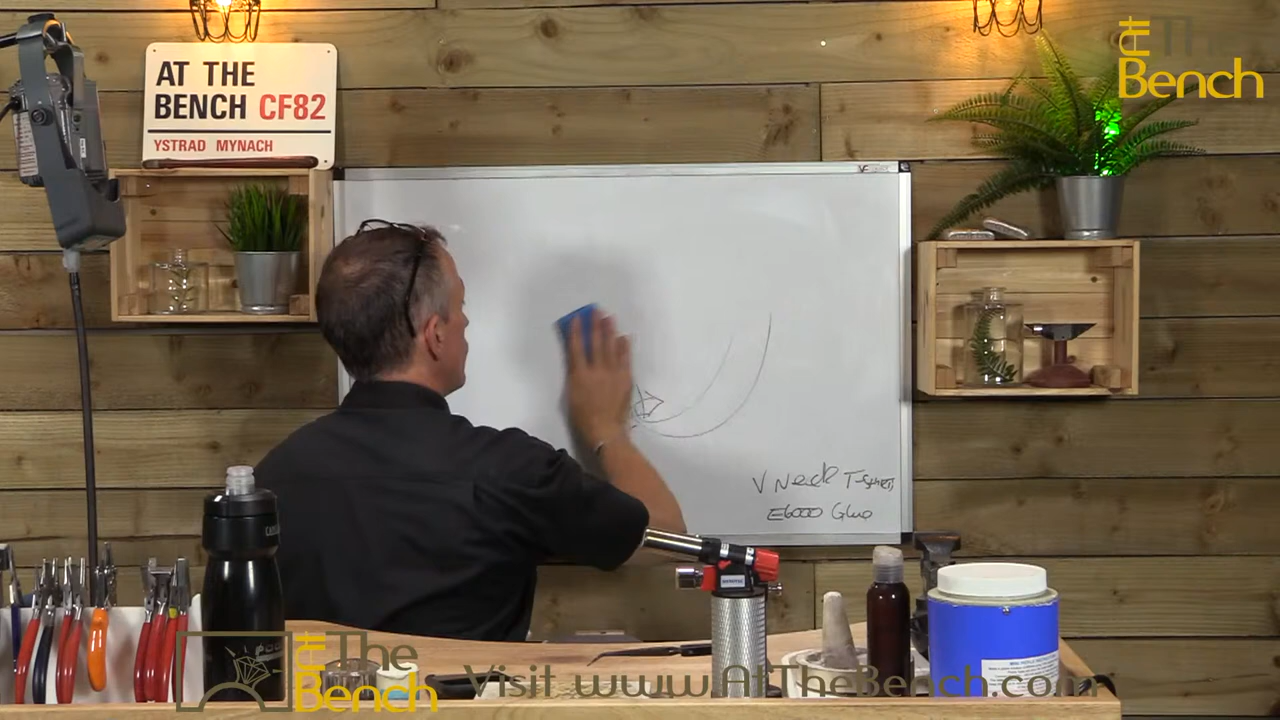 At The
Bench
AT THE
BENCH CF82
YSTRAD MYNACH
V Neck T-shirt
E6000 Glue
At The
Bench
Visit www.AtTheBench.com